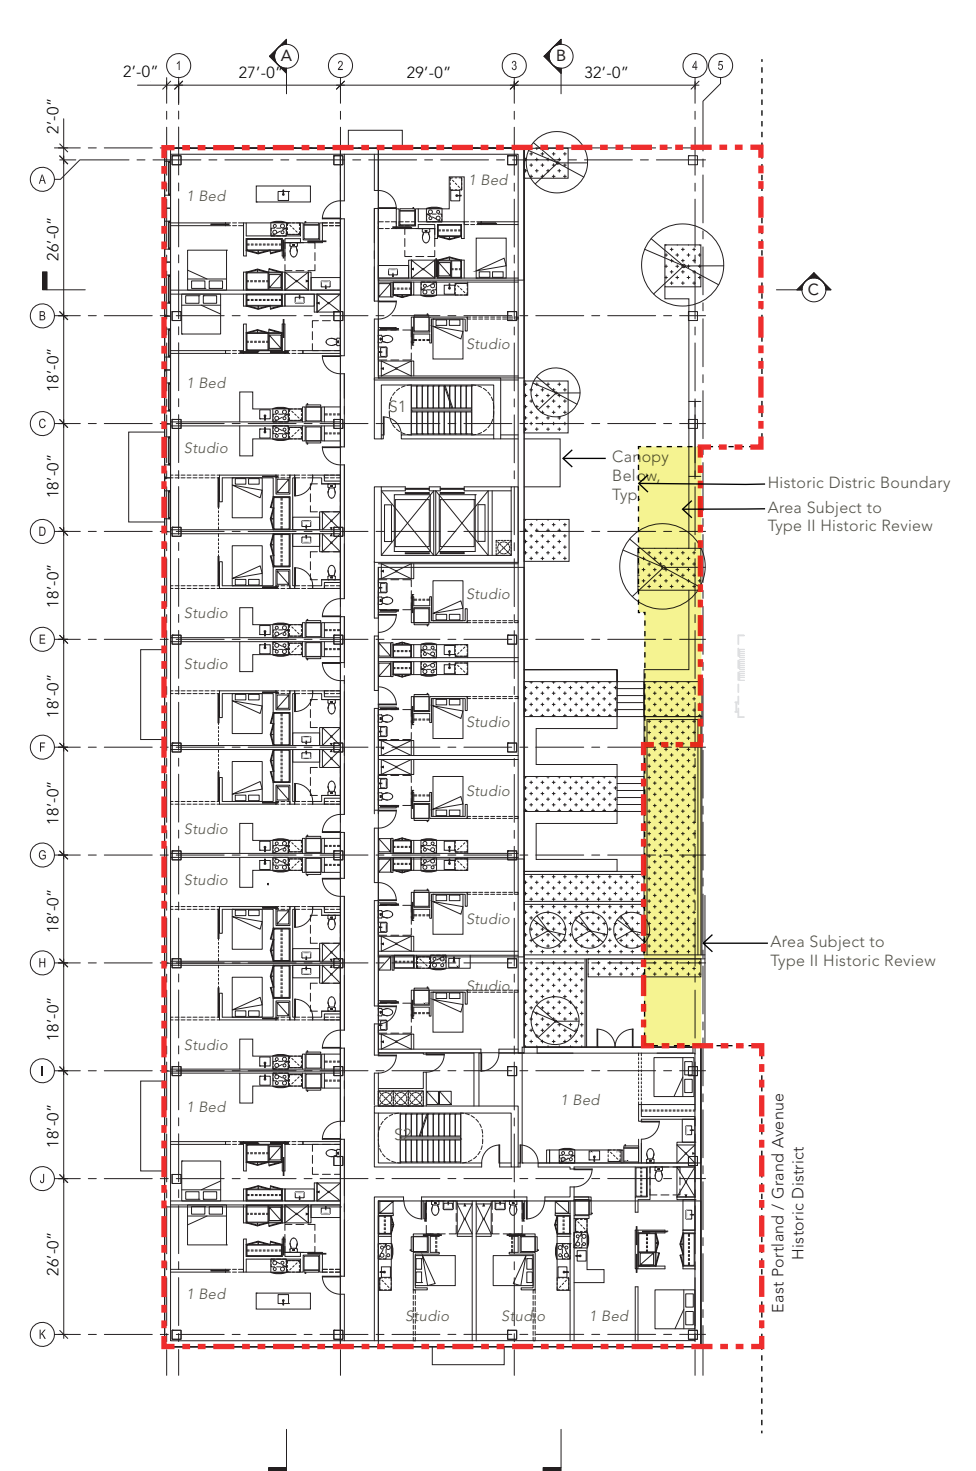 A
B
1
2
3
4
5
2'-0"
27'-0"
29'-0"
32'-0"
2'-0"
A
1 Bed
1 Bed
26'-0"
C
B
Studio
18'-0"
1 Bed
S1
C
Studio
Canopy
Below,
Typ.
18'-0"
Historic Distric Boundary
Area Subject to
Type II Historic Review
D
18'-0"
Studio
Studio
E
Studio
18'-0"
Studio
F
Studio
18'-0"
Studio
G
Studio
18'-0"
Studio
Area Subject to
Type II Historic Review
H
Studio
18'-0"
Studio
I
1 Bed
1 Bed
18'-0"
S2
J
East Portland / Grand Avenue
Historic District
26'-0"
1 Bed
Studio
Studio
1 Bed
K